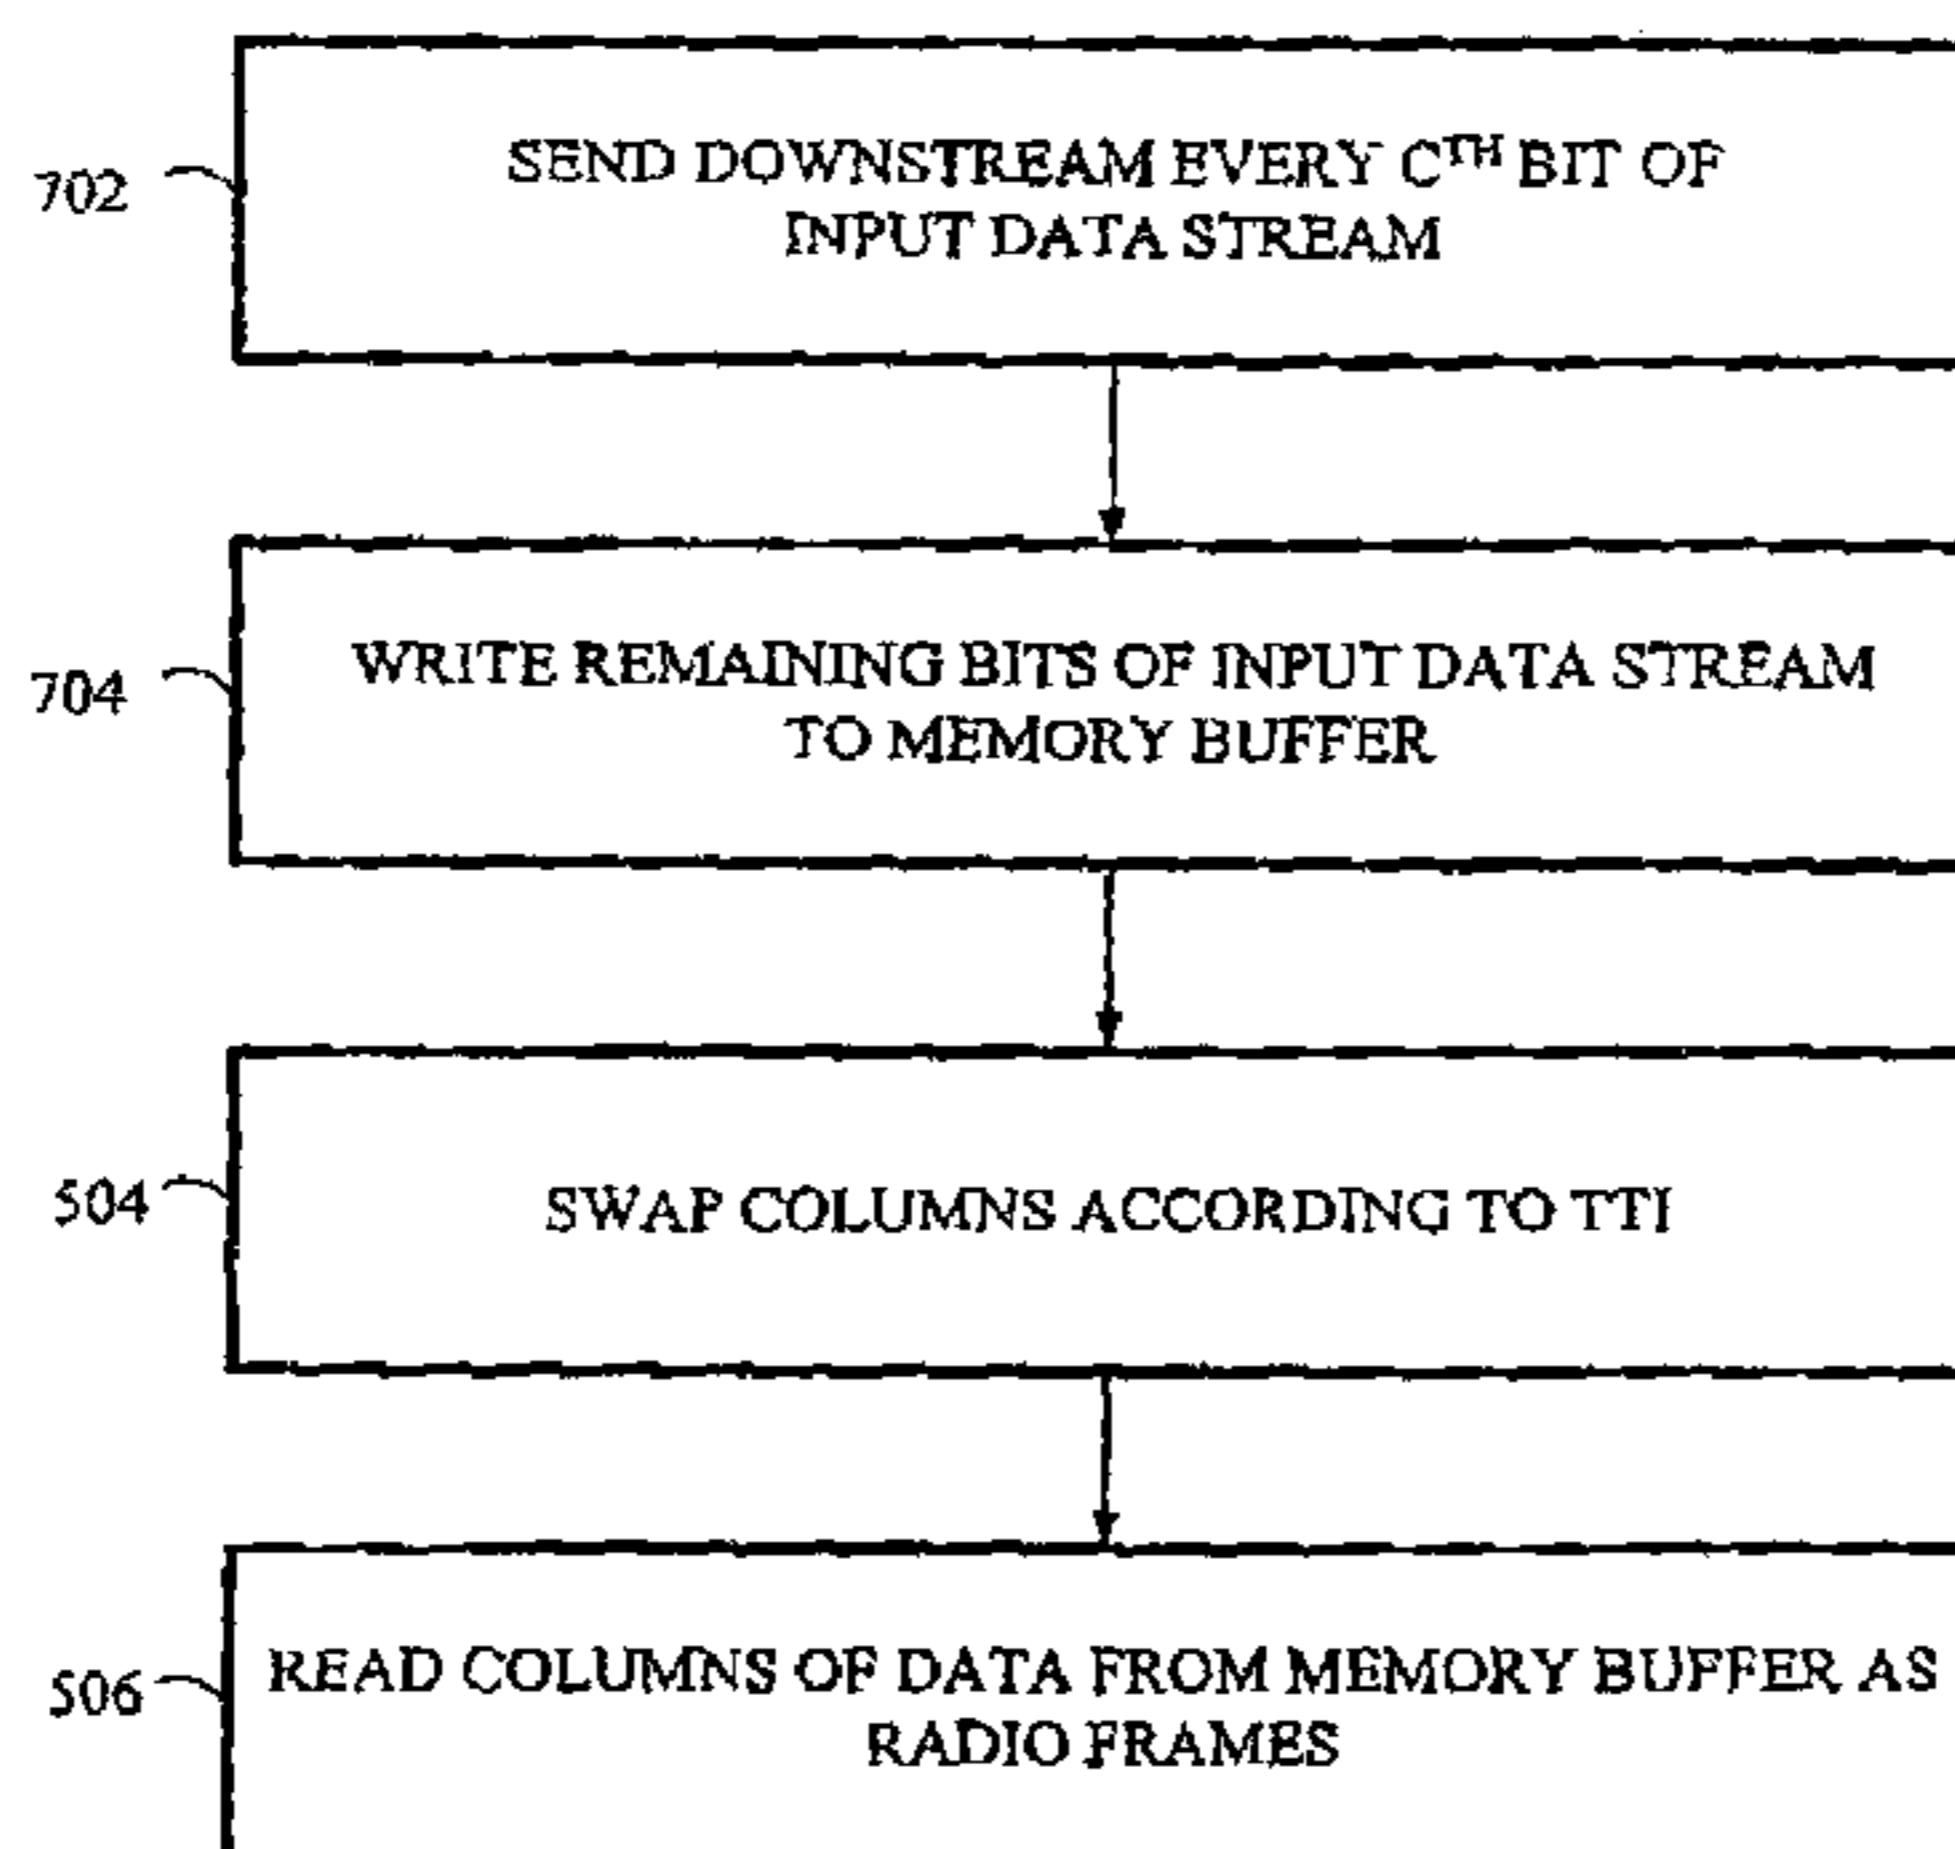 702
SEND DOWNSTREAM EVERY CTH BIT OF
INPUT DATA STREAM
704
WRITE REMAINING BITS OF INPUT DATA STREAM
TO MEMORY BUFFER
504
SWAP COLUMNS ACCORDING TO TTI
506
READ COLUMNS OF DATA FROM MEMORY BUFFER AS
RADIO FRAMES